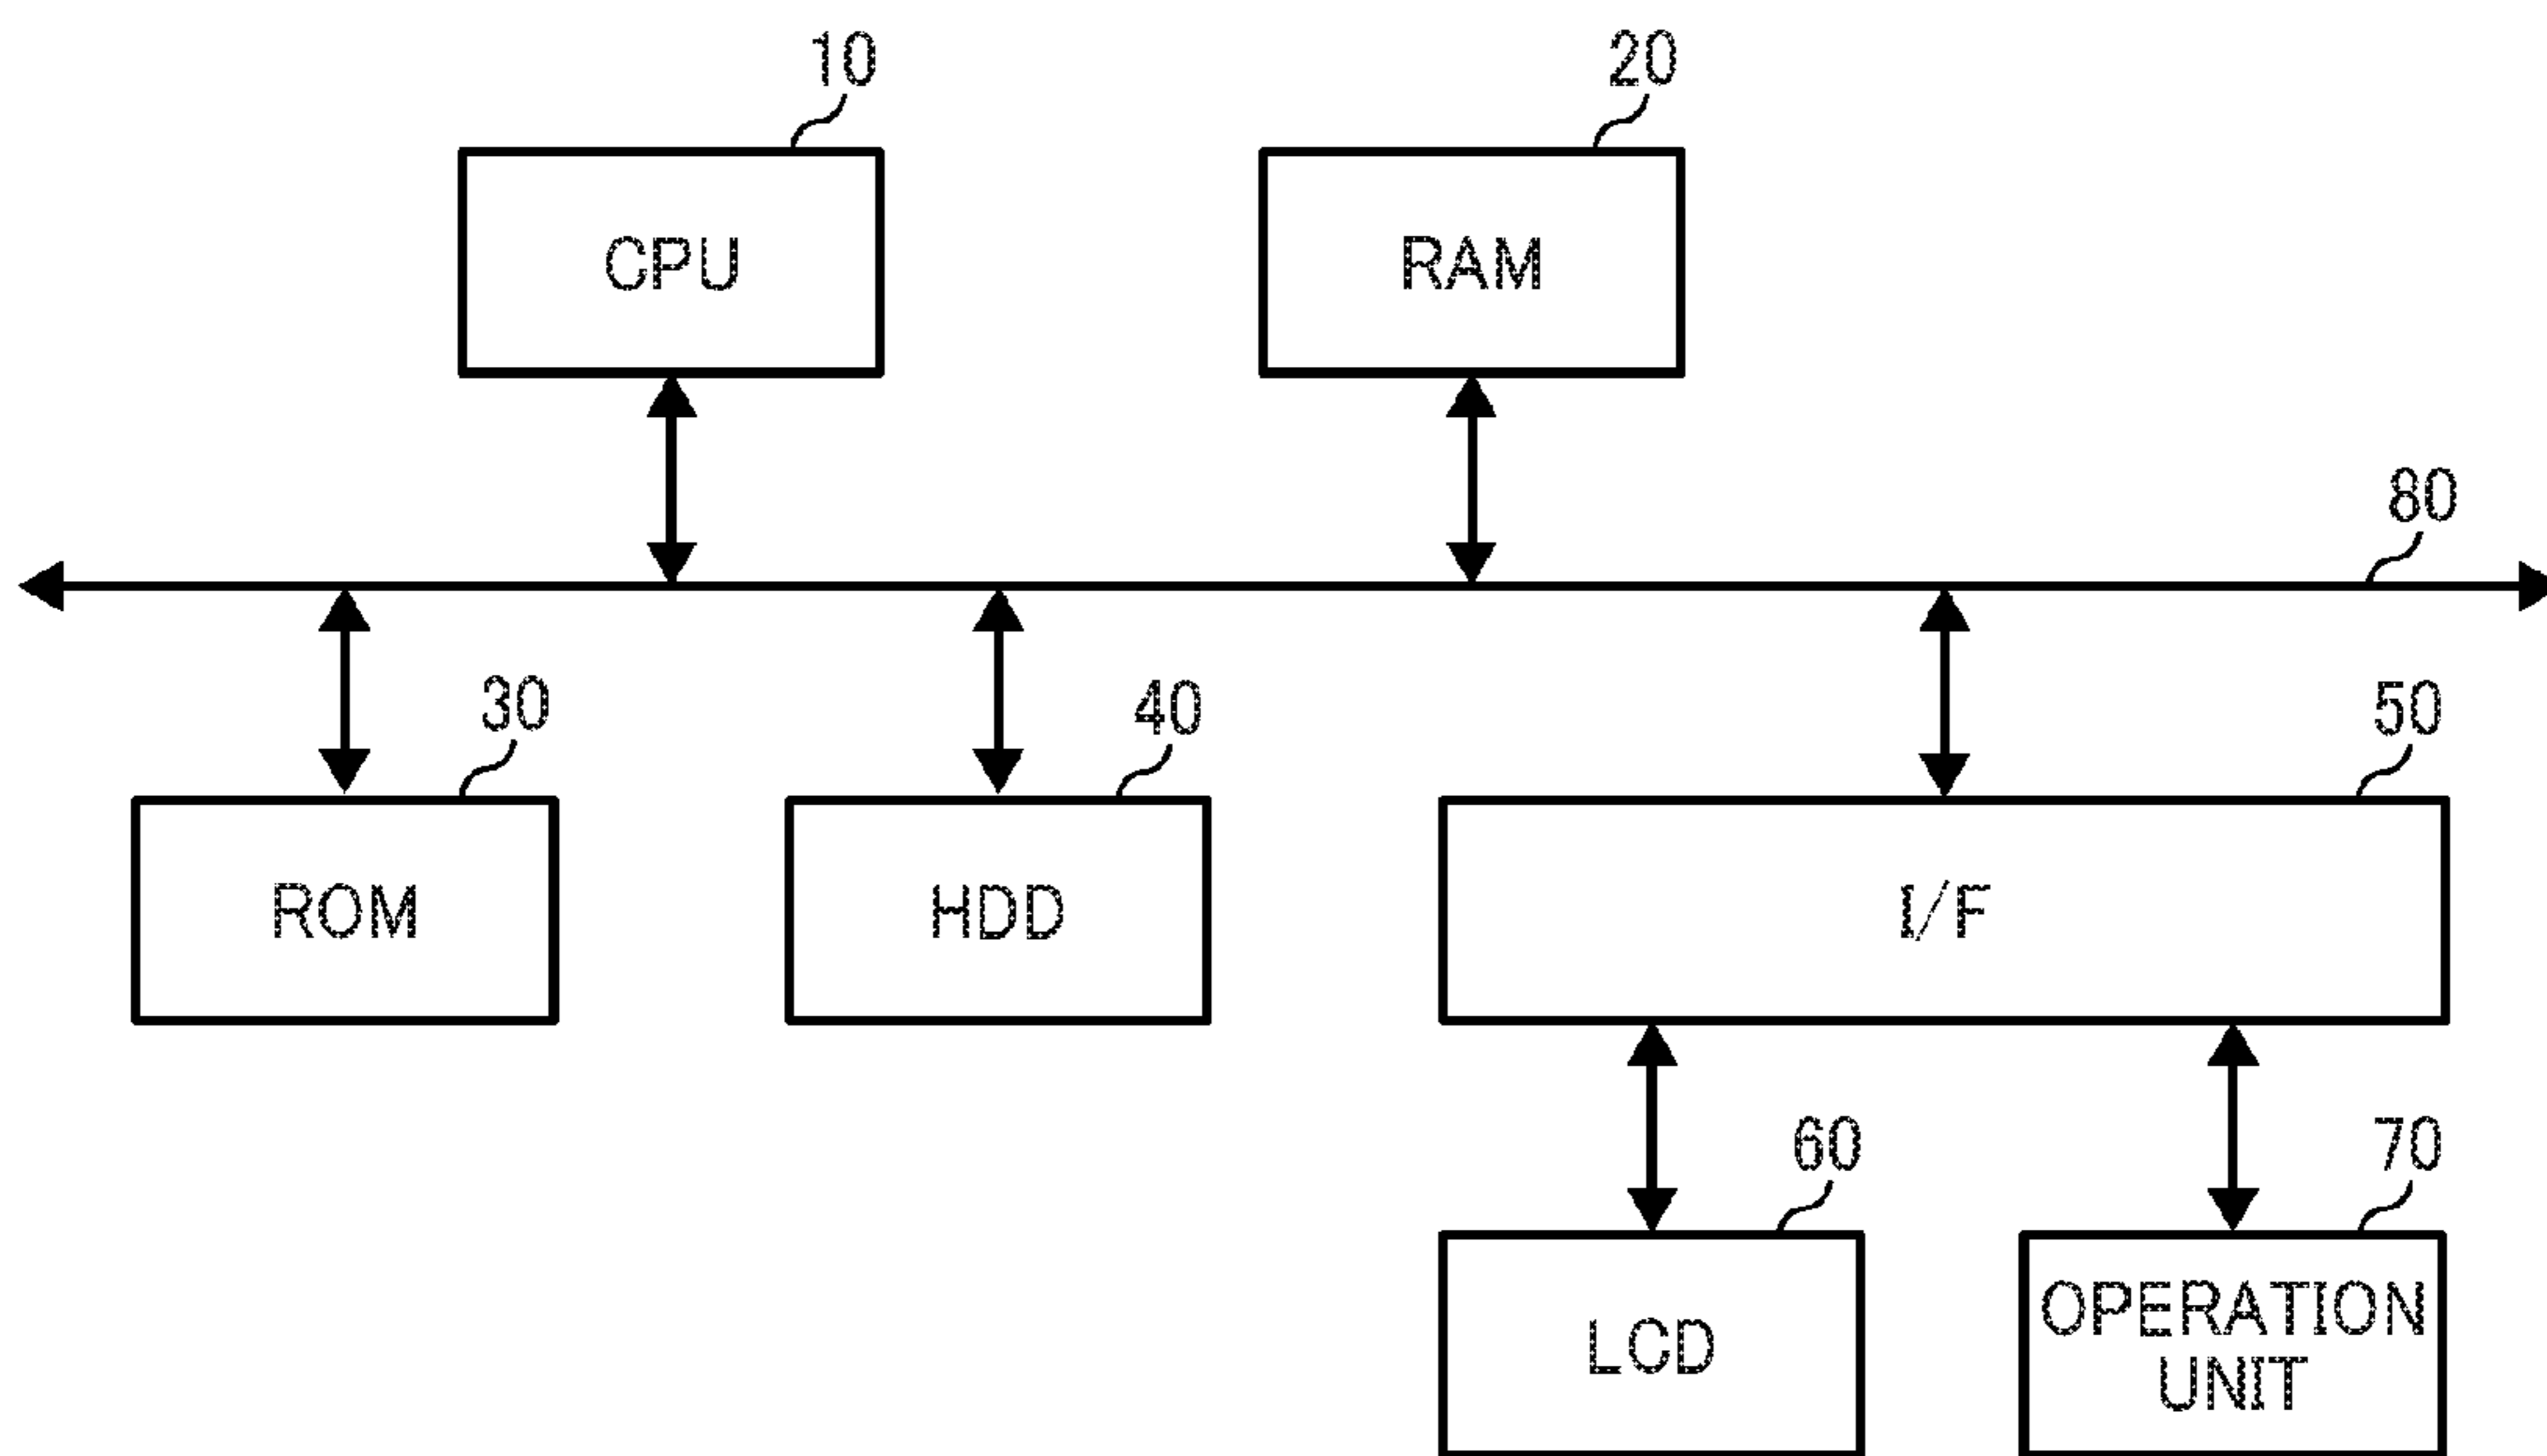 10
20
CPU
RAM
80
30
40
50
ROM
HDD
I/F
60
70
LCD
OPERATION
UNIT